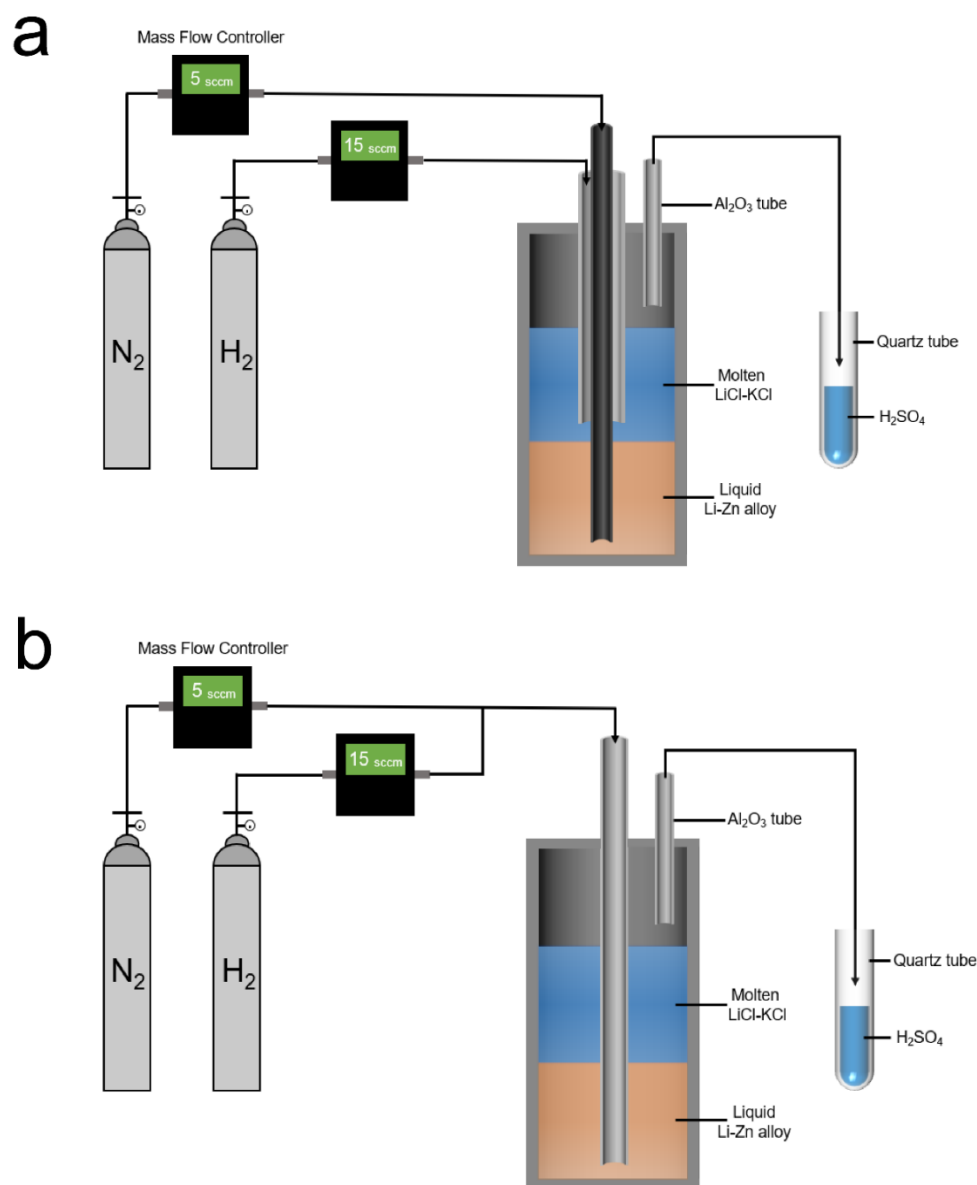 a
Mass Flow Controller
5 sccm
15 sccm
Al₂O₃ tube
N₂
H₂
Quartz tube
Molten
LiCl-KCl
H₂SO₄
Liquid
Li-Zn alloy
b
Mass Flow Controller
5 sccm
15 sccm
Al₂O₃ tube
N₂
H₂
Quartz tube
Molten
LiCl-KCl
H₂SO₄
Liquid
Li-Zn alloy